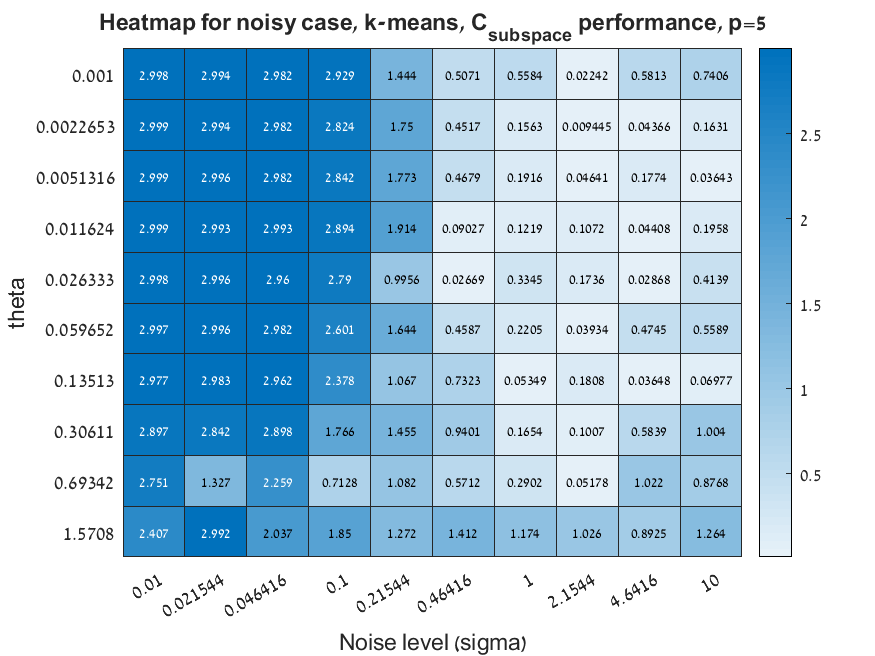 Heatmap for noisy case, k-means, C_subspace performance, p=5
0.001 2.998 2.994 2.982 2.929 1.444 0.5071 0.5584 0.02242 0.5813 0.7406
0.0022653 2.999 2.994 2.982 2.824 1.75 0.4517 0.1563 0.009445 0.04366 0.1631
0.0051316 2.999 2.996 2.982 2.842 1.773 0.4679 0.1916 0.04641 0.1774 0.03643
0.011624 2.999 2.993 2.993 2.894 1.914 0.09027 0.1219 0.1072 0.04408 0.1958
0.026333 2.998 2.996 2.96 2.79 0.9956 0.02669 0.3345 0.1736 0.02868 0.4139
0.059652 2.997 2.996 2.982 2.601 1.644 0.4587 0.2205 0.03934 0.4745 0.5589
0.13513 2.977 2.983 2.962 2.378 1.067 0.7323 0.05349 0.1808 0.03648 0.06977
0.30611 2.897 2.842 2.898 1.766 1.455 0.9401 0.1654 0.1007 0.5839 1.004
0.69342 2.751 1.327 2.259 0.7128 1.082 0.5712 0.2902 0.05178 1.022 0.8768
1.5708 2.407 2.992 2.037 1.85 1.272 1.412 1.174 1.026 0.8925 1.264
theta
0.01 0.021544 0.046416 0.1 0.21544 0.46416 1 2.1544 4.6416 10
Noise level (sigma)
2.5
2
1.5
1
0.5